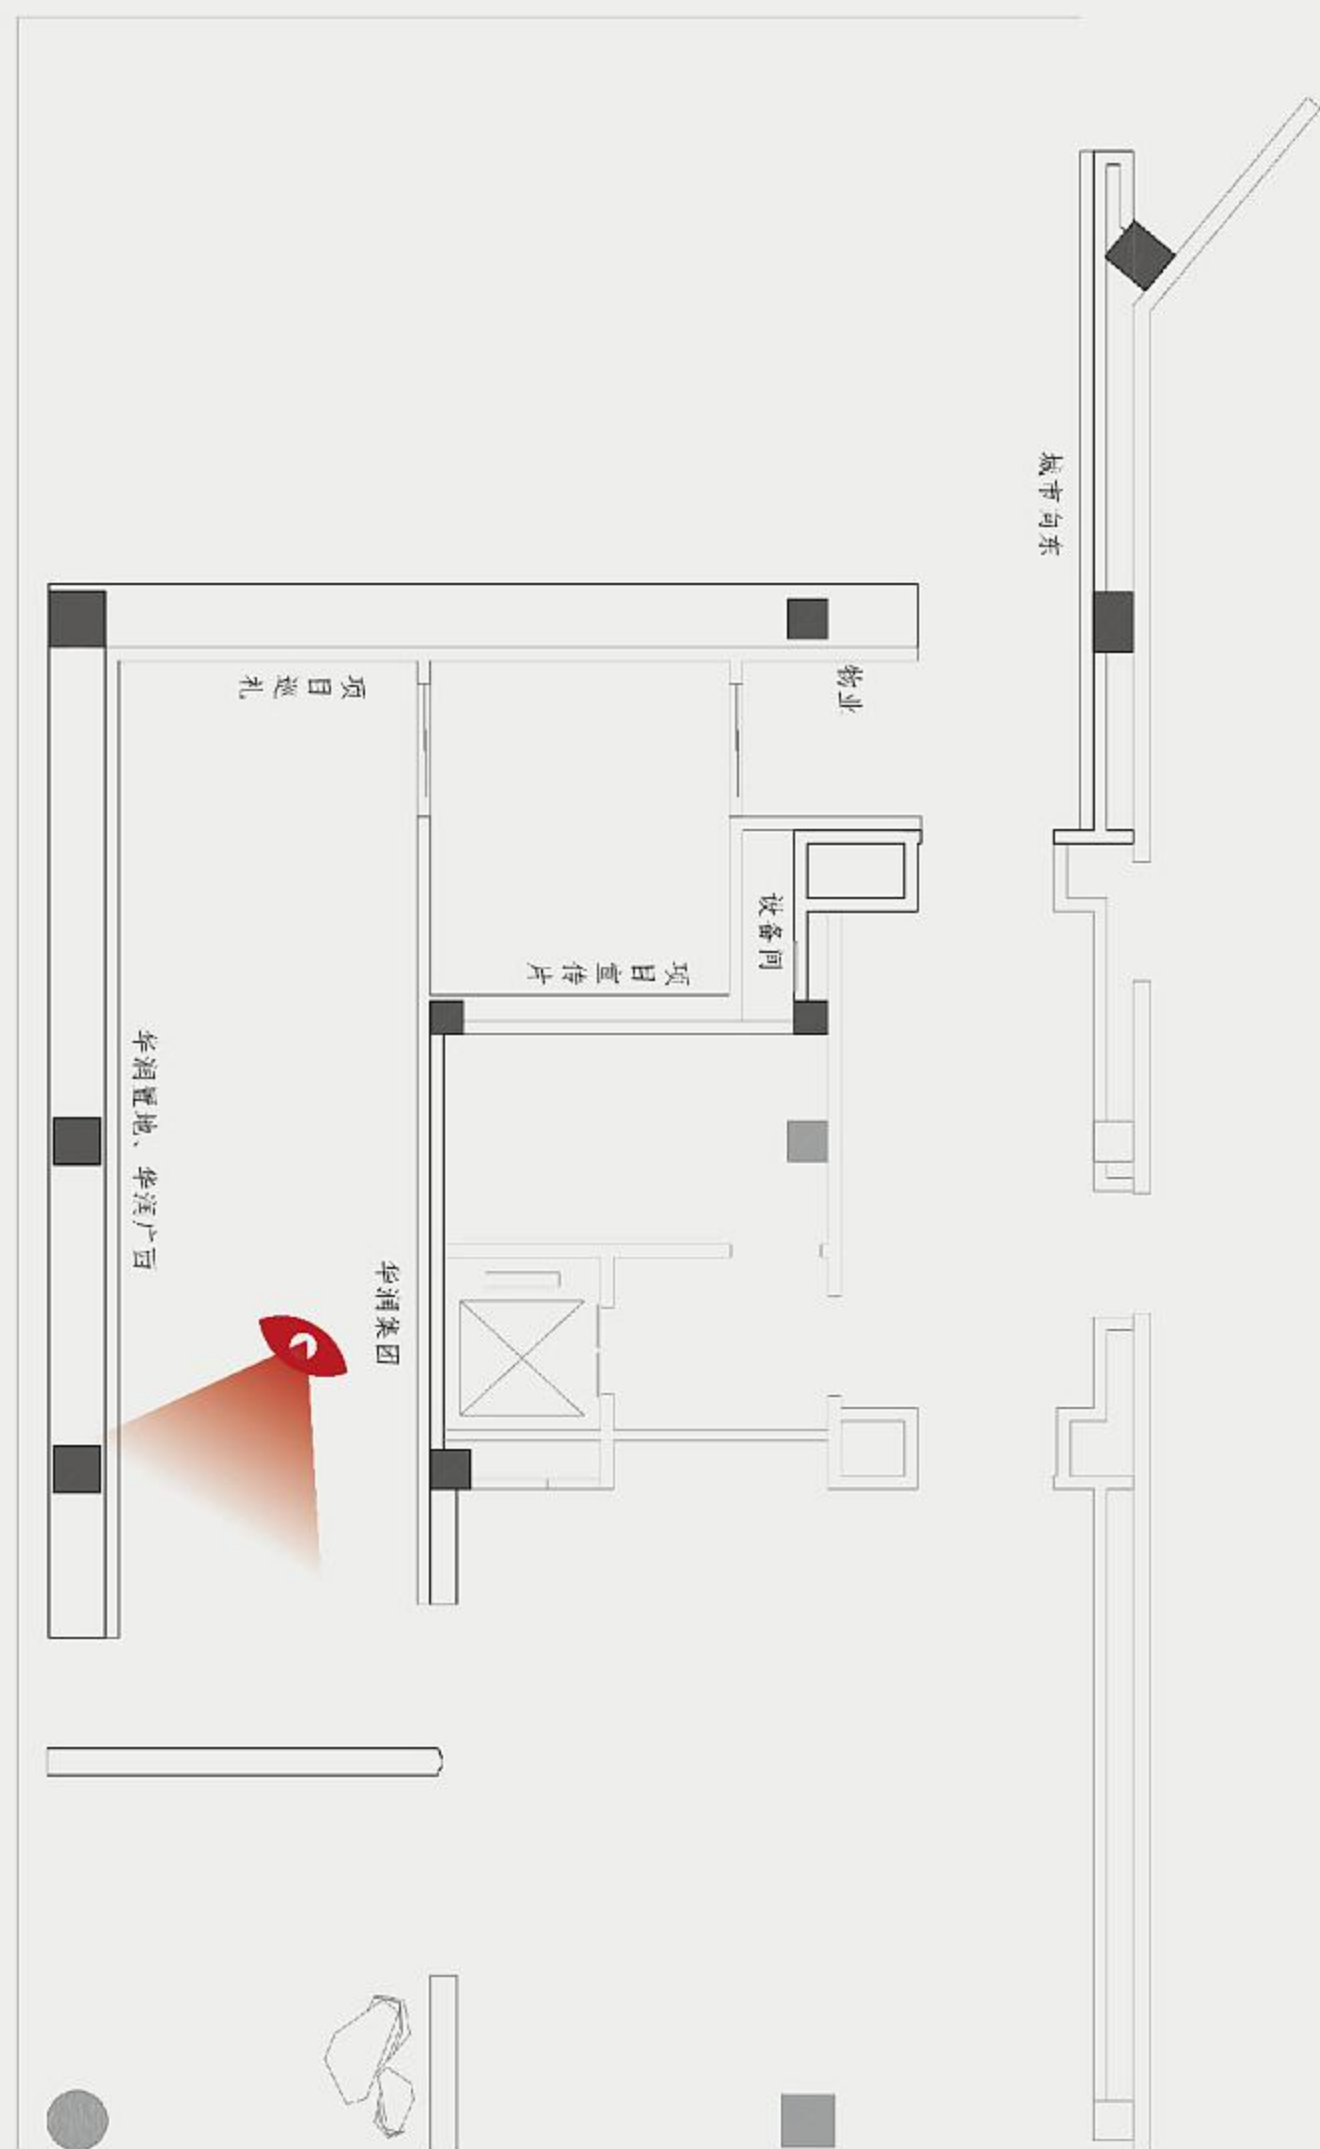 城市向东
项目巡礼
物业
设备间
项目宣传片
华润置地、华润广西
华润集团